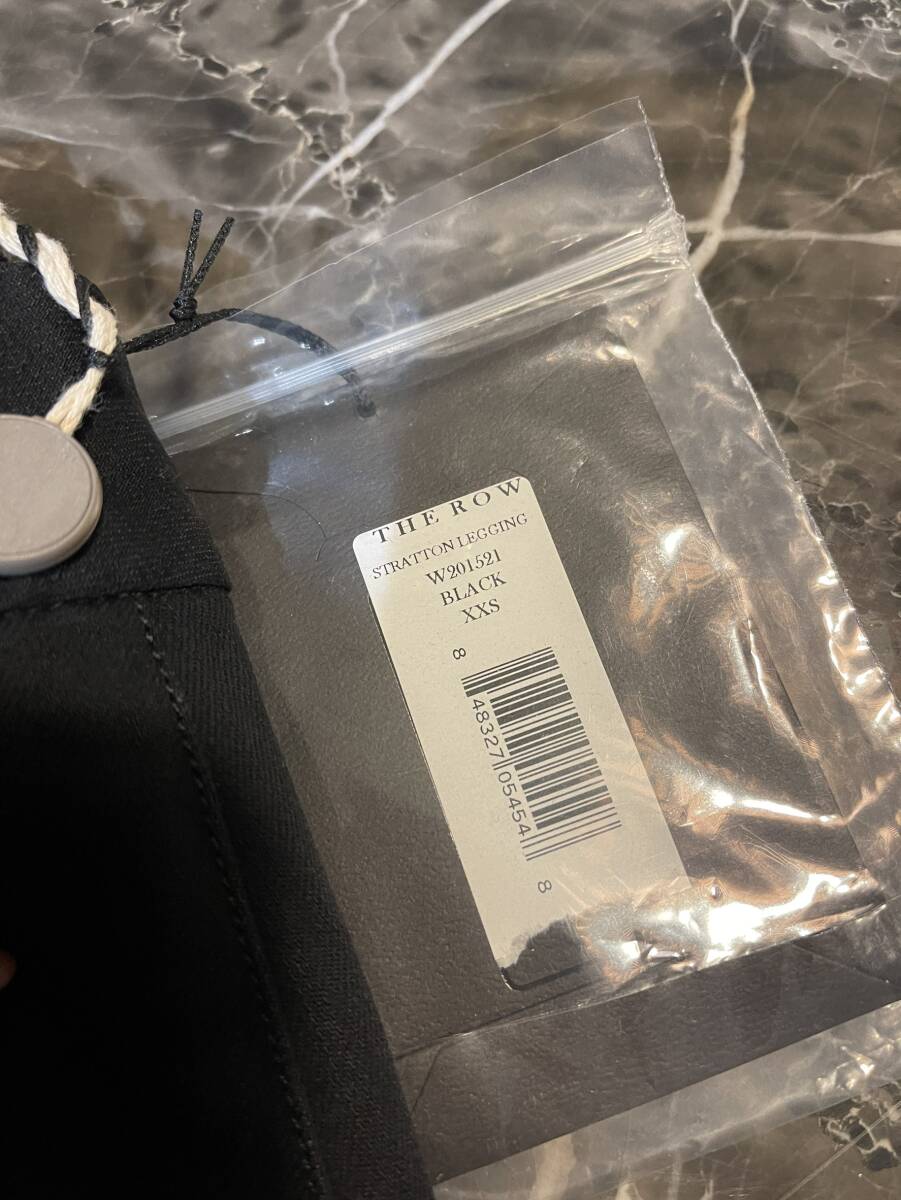 THE ROW
STRATTON LEGGING
W201521
BLACK
XXS
8 48327 05454 8